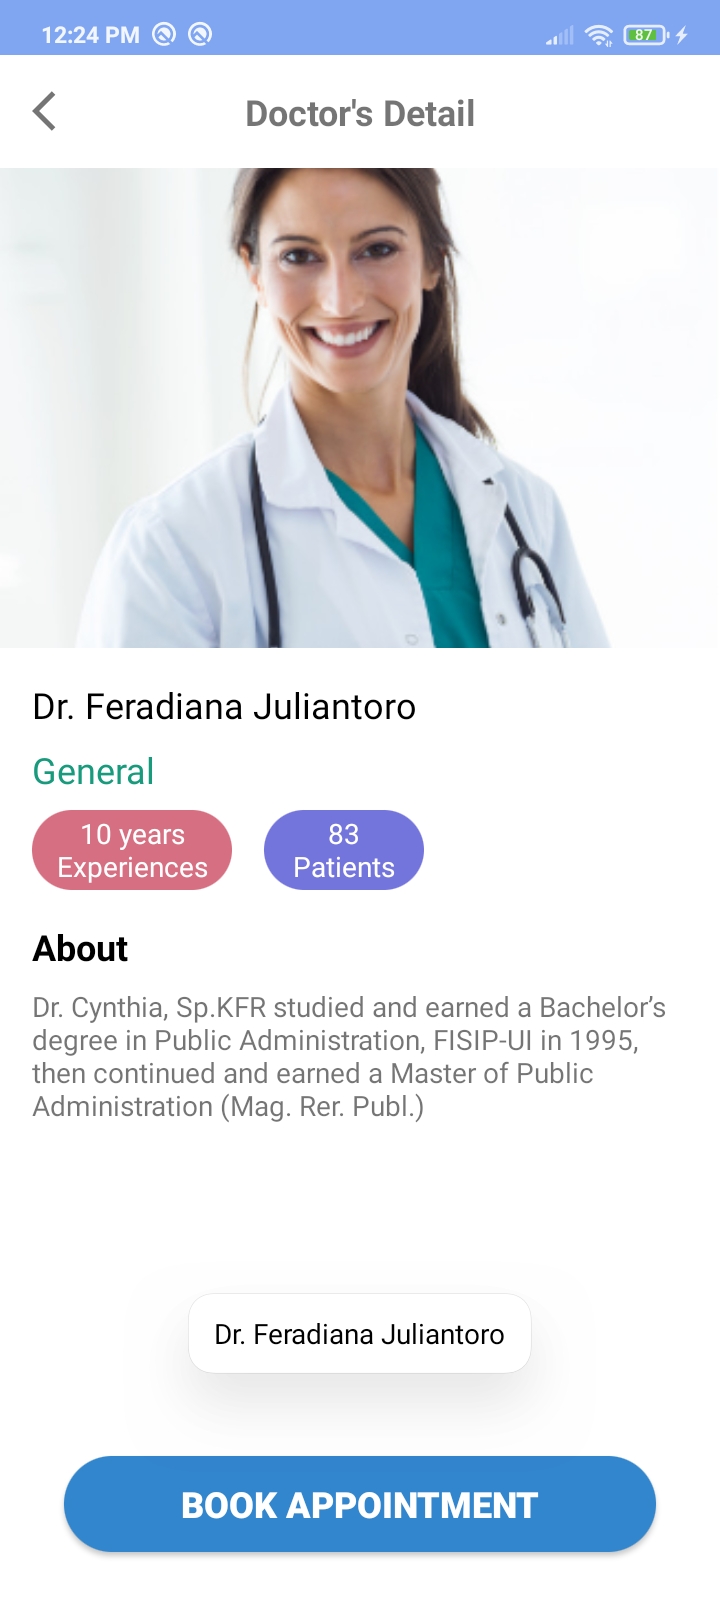 12:24 PM
87
Doctor's Detail
Dr. Feradiana Juliantoro
General
10 years
Experiences
83
Patients
About
Dr. Cynthia, Sp.KFR studied and earned a Bachelor’s
degree in Public Administration, FISIP-UI in 1995,
then continued and earned a Master of Public
Administration (Mag. Rer. Publ.)
Dr. Feradiana Juliantoro
BOOK APPOINTMENT